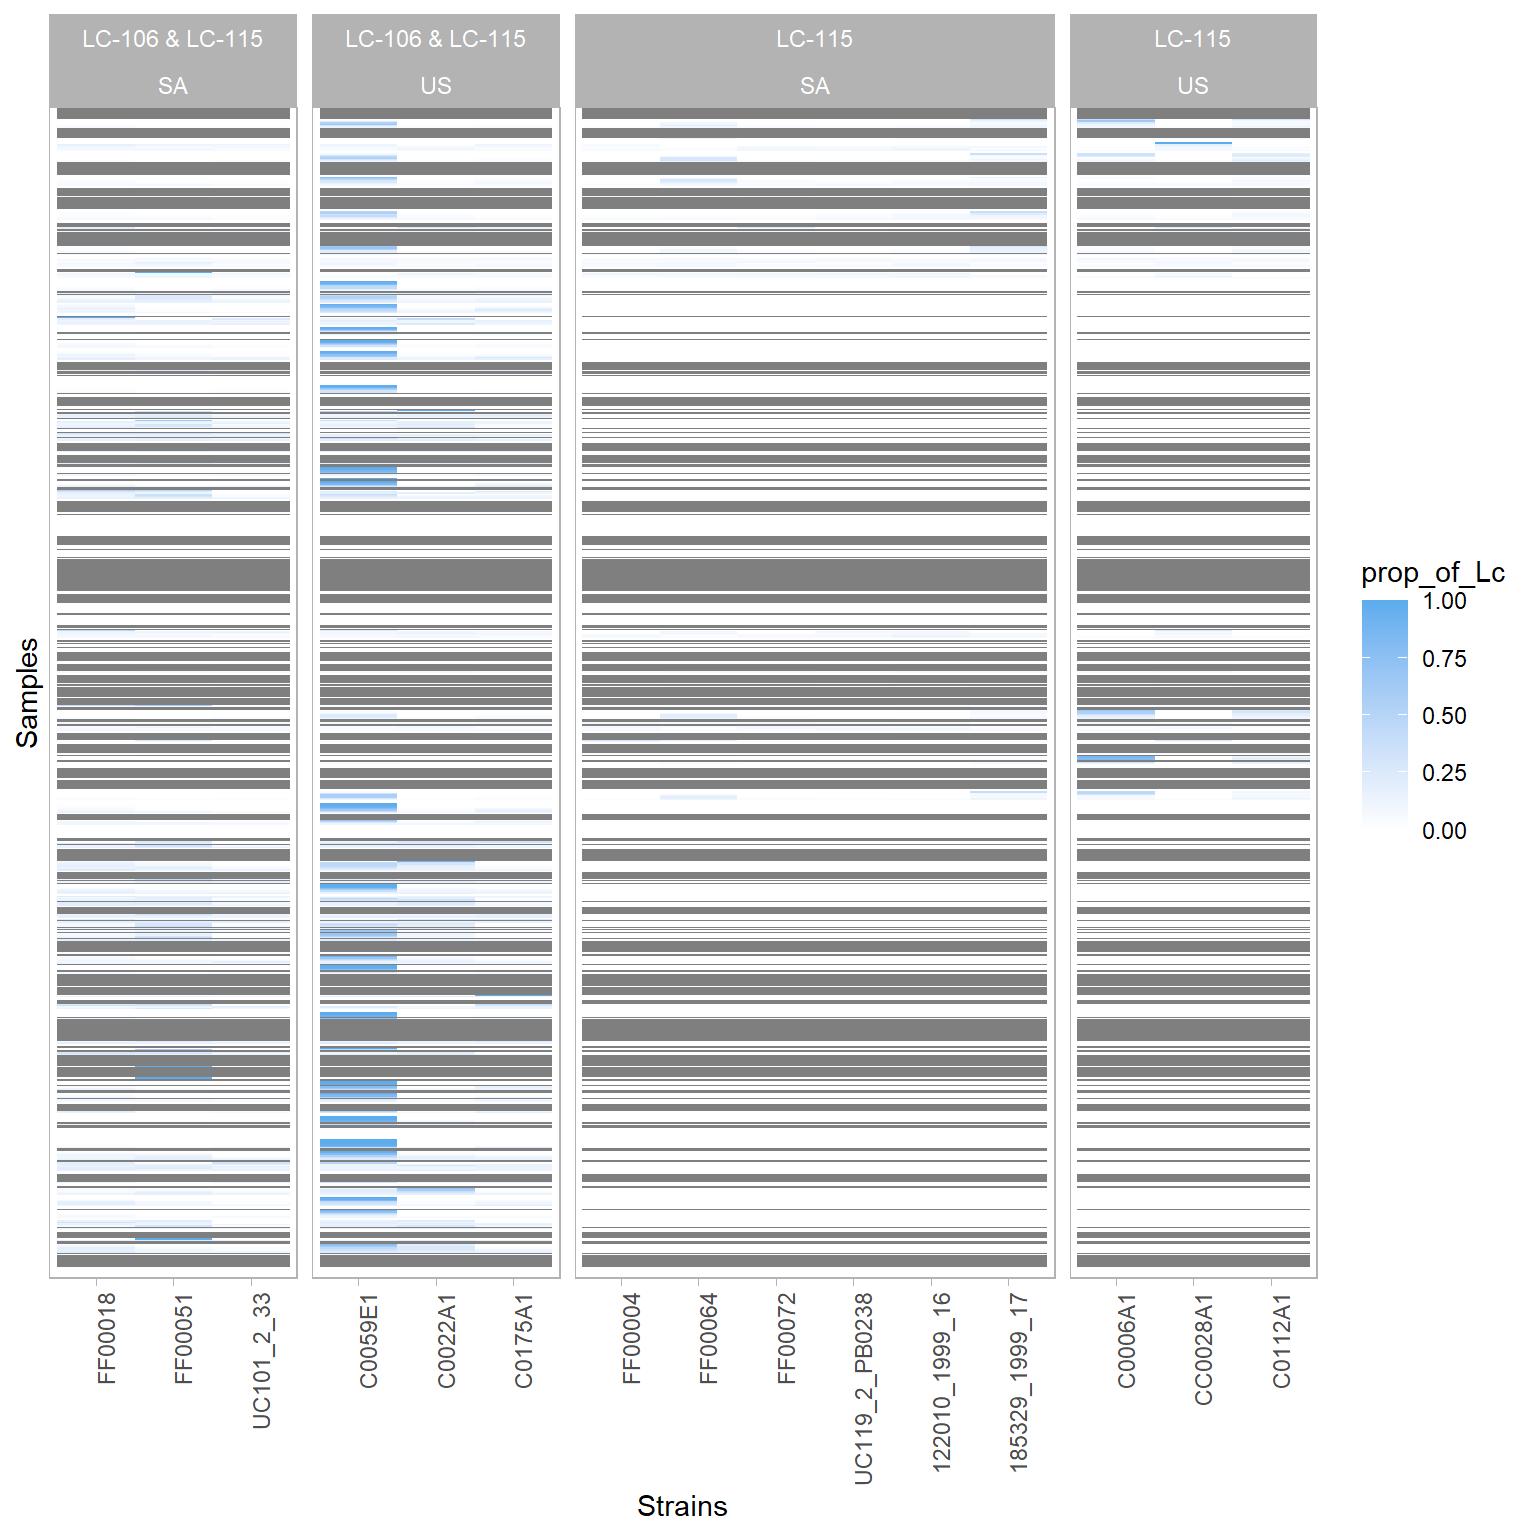 LC-106 & LC-115
SA
LC-106 & LC-115
US
LC-115
SA
LC-115
US
Samples
prop_of_Lc
1.00
0.75
0.50
0.25
0.00
FF00018
FF00051
UC101_2_33
C0059E1
C0022A1
C0175A1
FF00004
FF00064
FF00072
UC119_2_PB0238
122010_1999_16
185329_1999_17
C0006A1
CC0028A1
C0112A1
Strains